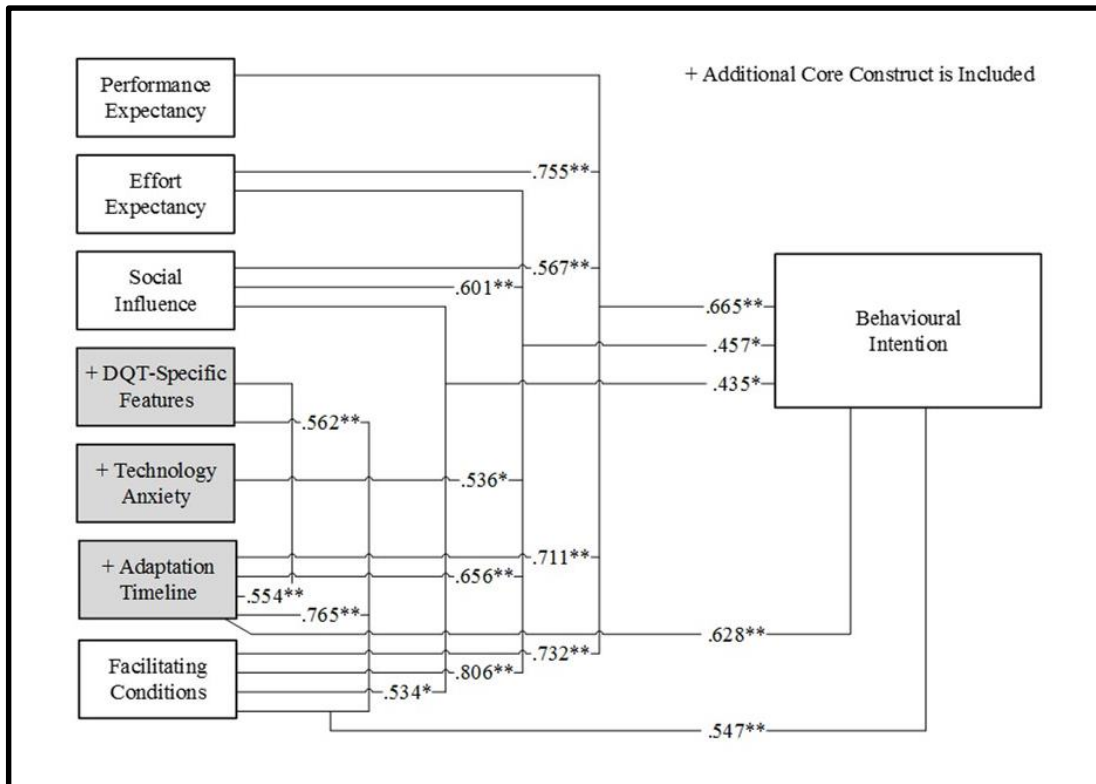 Performance
Expectancy
+ Additional Core Construct is Included
Effort
Expectancy
.755**
Social
Influence
.567**
.601**
.665**
Behavioural
Intention
.457*
.435*
+ DQT-Specific
Features
.562**
+ Technology
Anxiety
.536*
+ Adaptation
Timeline
.711**
.656**
.554**
.765**
.628**
Facilitating
Conditions
.732**
.806**
.534*
.547**